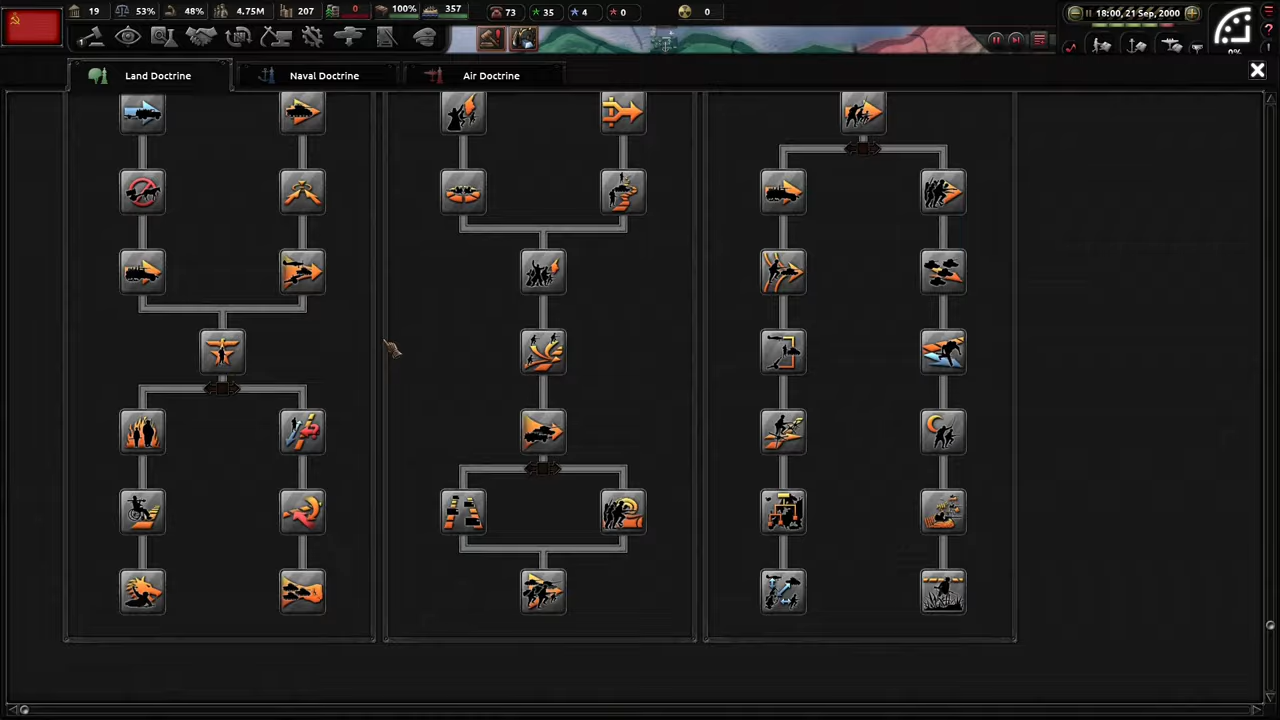 19 53% 48% 4.75M 207 0 100% 357 73 35 4 0 0 18:00, 21 Sep, 2000
0%
Land Doctrine Naval Doctrine Air Doctrine